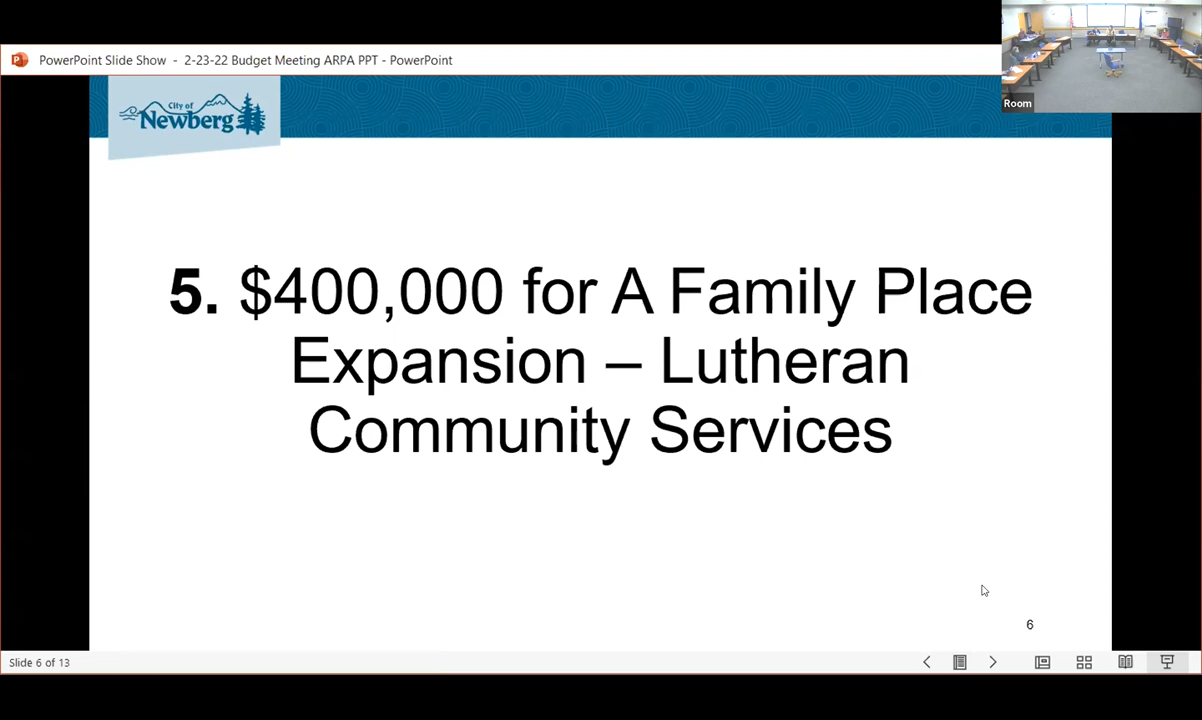 PowerPoint Slide Show - 2-23-22 Budget Meeting ARPA PPT - PowerPoint
Room
City of
Newberg
5. $400,000 for A Family Place
Expansion – Lutheran
Community Services
6
Slide 6 of 13